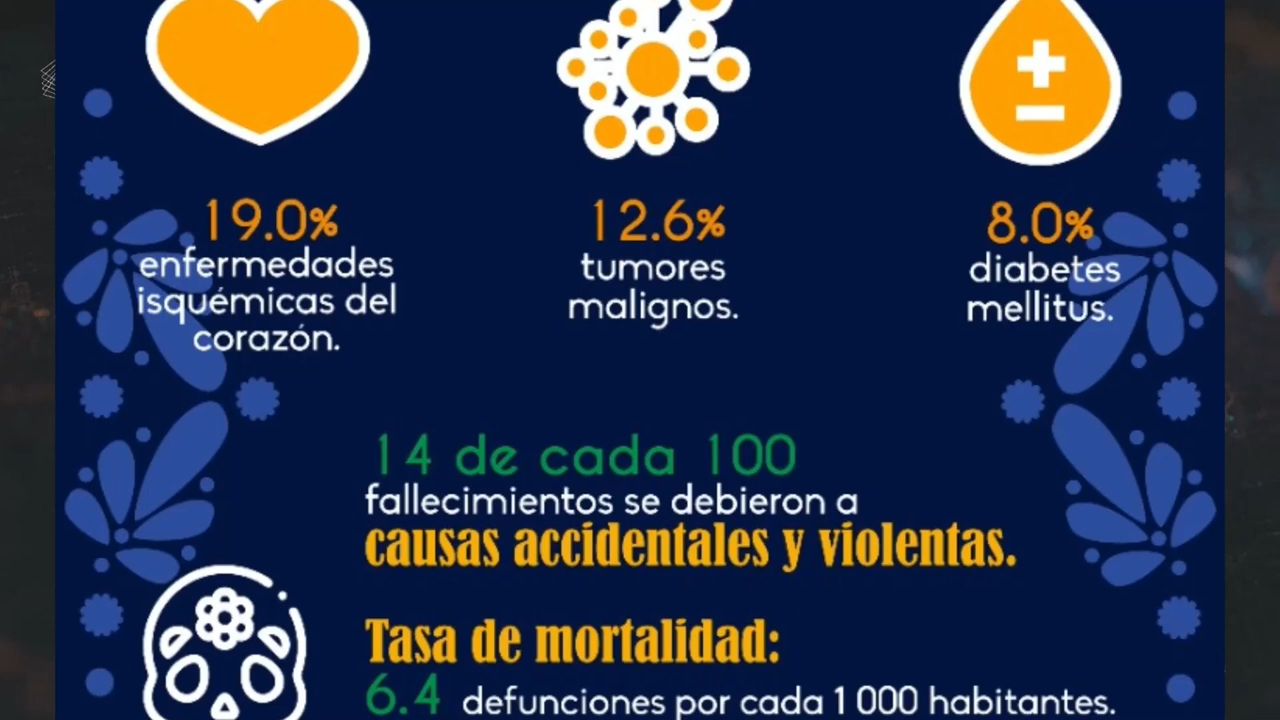 19.0%
enfermedades
isquémicas del
corazón.
12.6%
tumores
malignos.
8.0%
diabetes
mellitus.
14 de cada 100
fallecimientos se debieron a
causas accidentales y violentas.
Tasa de mortalidad:
6.4 defunciones por cada 1 000 habitantes.